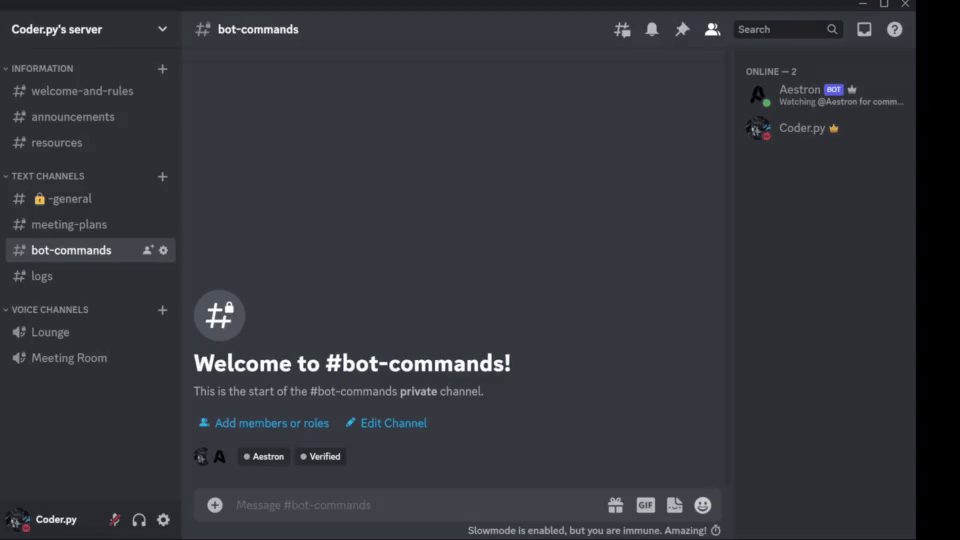 Coder.py's server
bot-commands
Search
INFORMATION
welcome-and-rules
announcements
resources
TEXT CHANNELS
🔒-general
meeting-plans
bot-commands
logs
VOICE CHANNELS
Lounge
Meeting Room
Coder.py
Welcome to #bot-commands!
This is the start of the #bot-commands private channel.
Add members or roles Edit Channel
Aestron Verified
Message #bot-commands
GIF
Slowmode is enabled, but you are immune. Amazing!
ONLINE — 2
Aestron BOT
Watching @Aestron for comm...
Coder.py